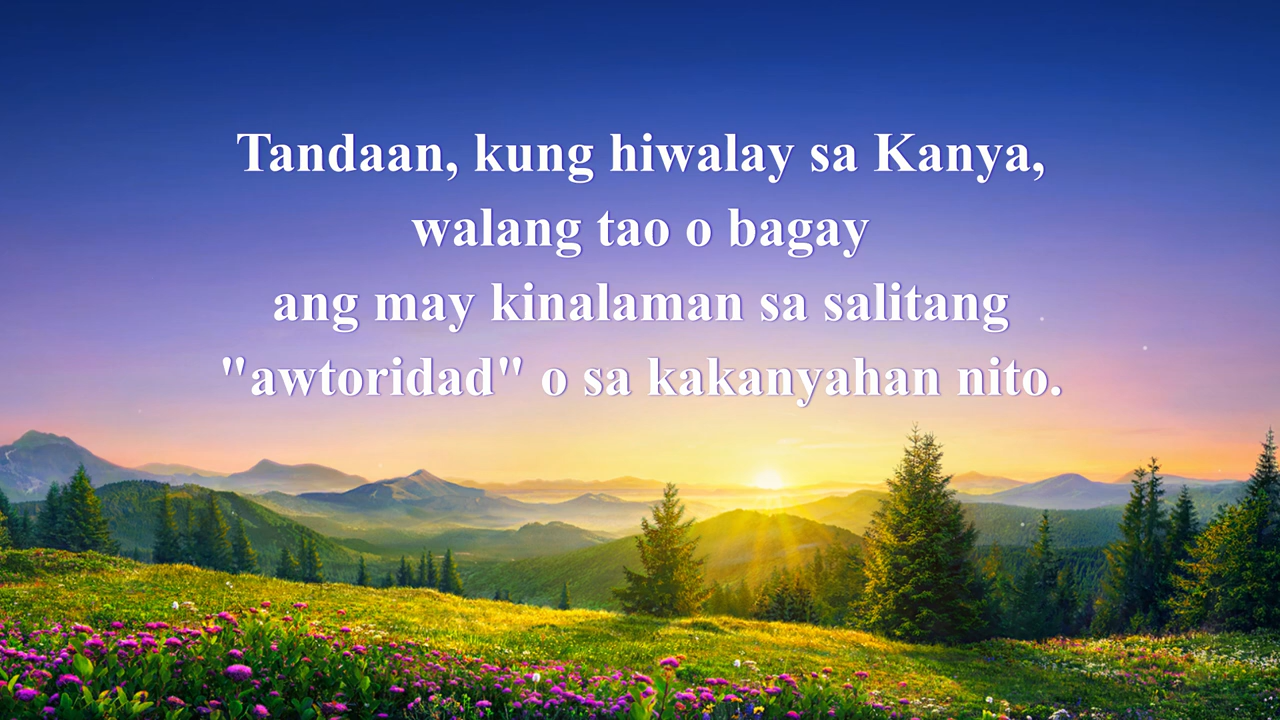 Tandaan, kung hiwalay sa Kanya,
walang tao o bagay
ang may kinalaman sa salitang
"awtoridad" o sa kakanyahan nito.